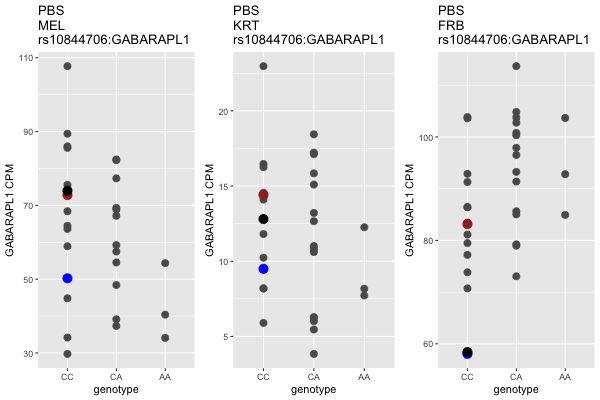 PBS
MEL
rs10844706:GABARAPL1
110
90
70
50
30
GABARAPL1 CPM
CC
CA
AA
genotype
PBS
KRT
rs10844706:GABARAPL1
20
15
10
5
GABARAPL1 CPM
CC
CA
AA
genotype
PBS
FRB
rs10844706:GABARAPL1
100
80
60
GABARAPL1 CPM
CC
CA
AA
genotype